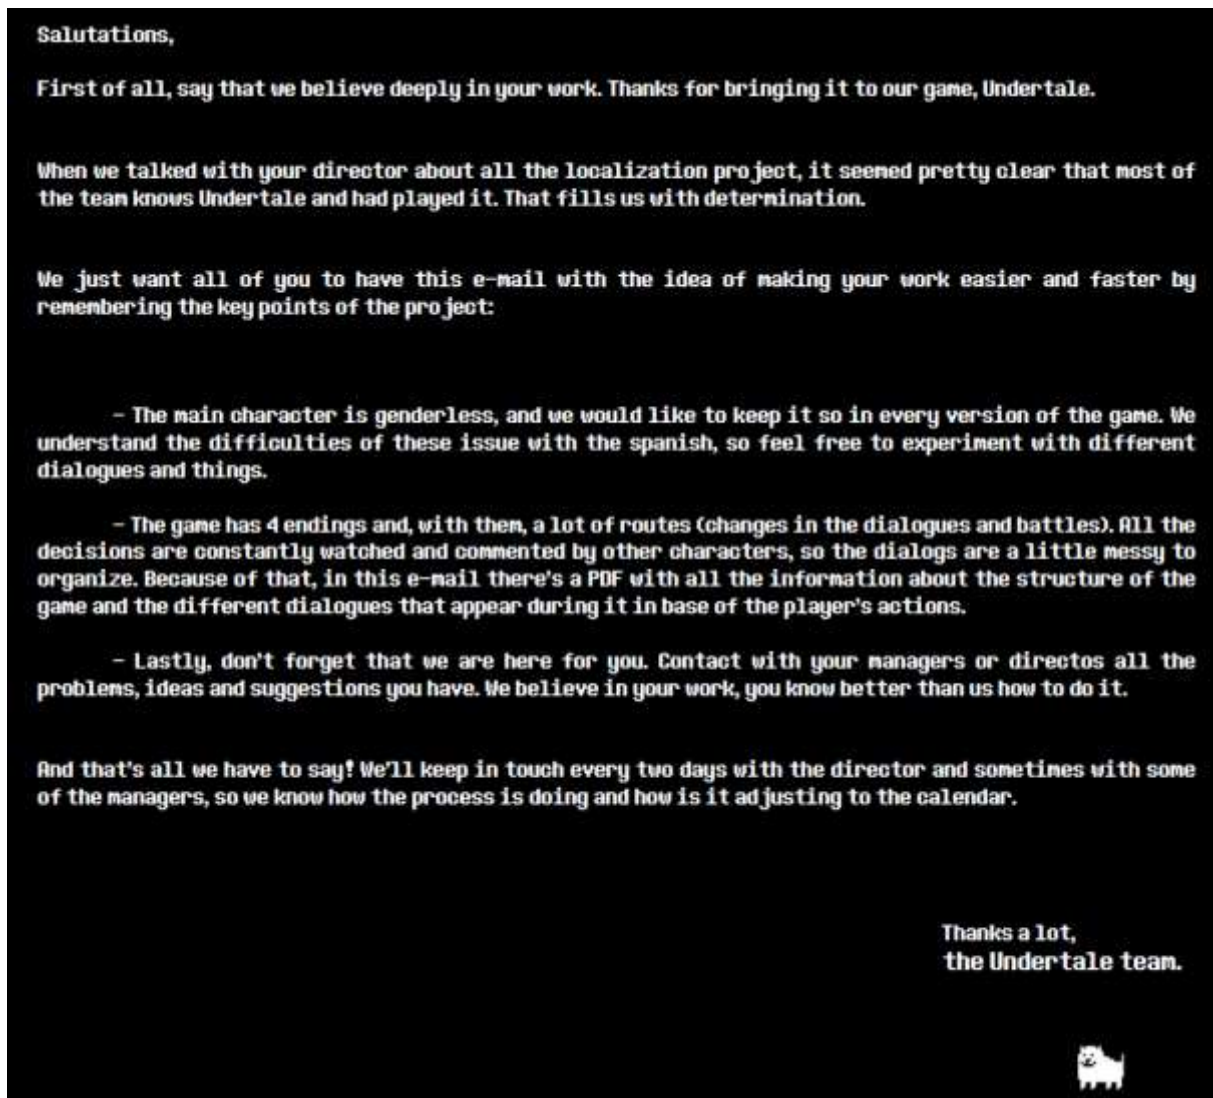 Salutations,
First of all, say that we believe deeply in your work. Thanks for bringing it to our game, Undertale.
When we talked with your director about all the localization project, it seemed pretty clear that most of
the team knows Undertale and had played it. That fills us with determination.
We just want all of you to have this e-mail with the idea of making your work easier and faster by
remembering the key points of the project:
- The main character is genderless, and we would like to keep it so in every version of the game. We
understand the difficulties of these issue with the spanish, so feel free to experiment with different
dialogues and things.
- The game has 4 endings and, with them, a lot of routes (changes in the dialogues and battles). All the
decisions are constantly watched and commented by other characters, so the dialogs are a little messy to
organize. Because of that, in this e-mail there's a PDF with all the information about the structure of the
game and the different dialogues that appear during it in base of the player's actions.
- Lastly, don't forget that we are here for you. Contact with your managers or directos all the
problems, ideas and suggestions you have. We believe in your work, you know better than us how to do it.
And that's all we have to say! We'll keep in touch every two days with the director and sometimes with some
of the managers, so we know how the process is doing and how is it adjusting to the calendar.
Thanks a lot,
the Undertale team.